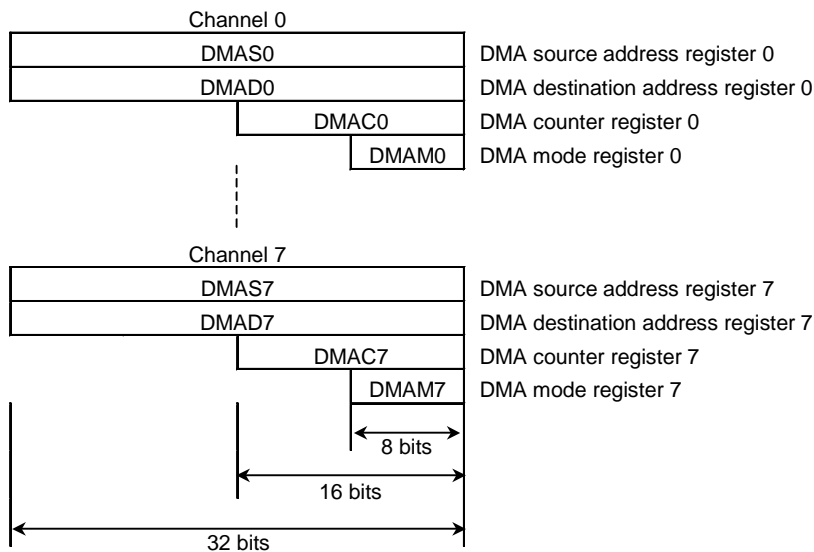 Channel 0
DMAS0 DMA source address register 0
DMAD0 DMA destination address register 0
DMAC0 DMA counter register 0
DMAM0 DMA mode register 0
Channel 7
DMAS7 DMA source address register 7
DMAD7 DMA destination address register 7
DMAC7 DMA counter register 7
DMAM7 DMA mode register 7
8 bits
16 bits
32 bits